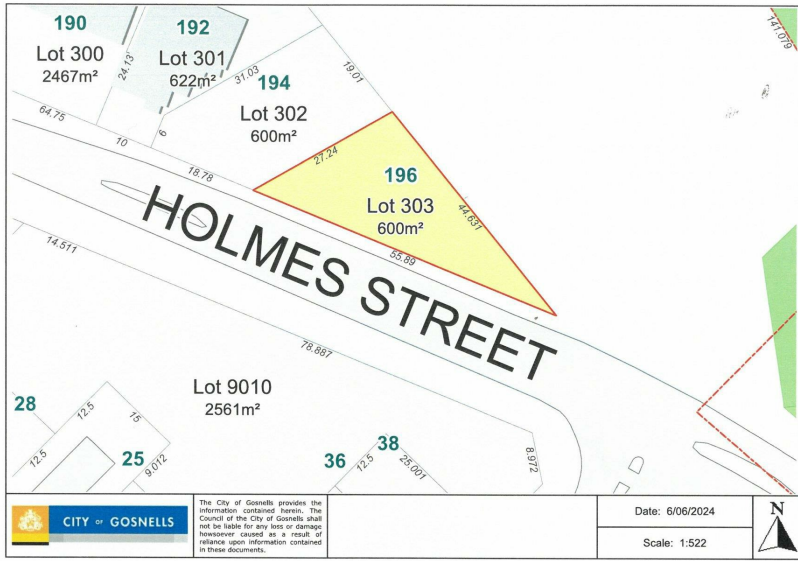 190
Lot 300
2467m²
24.13
192
Lot 301
622m²
31.03
194
Lot 302
600m²
19.01
141.079
64.75
10
6
18.78
27.24
196
Lot 303
600m²
44.631
55.89
HOLMES STREET
14.511
78.887
Lot 9010
2561m²
28
12.5
15
12.5
25
9.012
36
12.5
38
25.001
8.972
CITY OF GOSNELLS
The City of Gosnells provides the
information contained herein. The
Council of the City of Gosnells shall
not be liable for any loss or damage
howsoever caused as a result of
reliance upon information contained
in these documents.
Date: 6/06/2024
Scale: 1:522
N